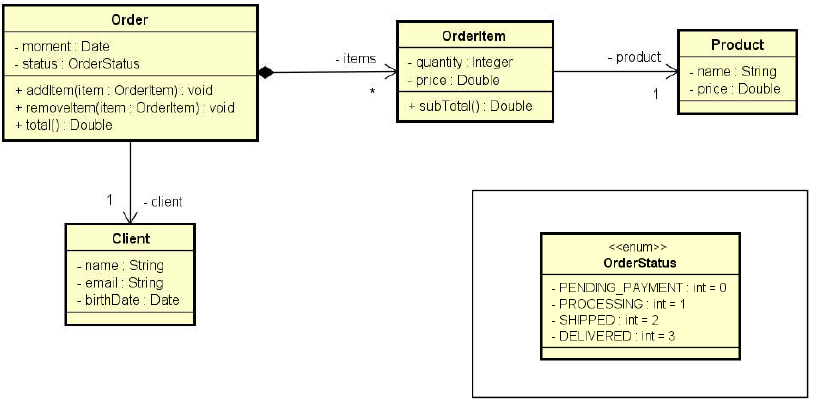 Order
- moment : Date
- status : OrderStatus
+ addItem(item : OrderItem) : void
+ removeItem(item : OrderItem) : void
+ total() : Double
- items
*
OrderItem
- quantity : Integer
- price : Double
+ subTotal() : Double
- product
1
Product
- name : String
- price : Double
1
- client
Client
- name : String
- email : String
- birthDate : Date
<<enum>>
OrderStatus
- PENDING_PAYMENT : int = 0
- PROCESSING : int = 1
- SHIPPED : int = 2
- DELIVERED : int = 3